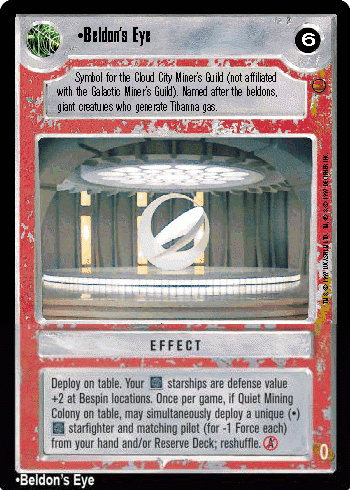 •Beldon's Eye
6
Symbol for the Cloud City Miner's Guild (not affiliated
with the Galactic Miner's Guild). Named after the beldons,
giant creatures who generate Tibanna gas.
EFFECT
Deploy on table. Your starships are defense value
+2 at Bespin locations. Once per game, if Quiet Mining
Colony on table, may simultaneously deploy a unique (•)
starfighter and matching pilot (for -1 Force each)
from your hand and/or Reserve Deck; reshuffle. A
0
•Beldon's Eye